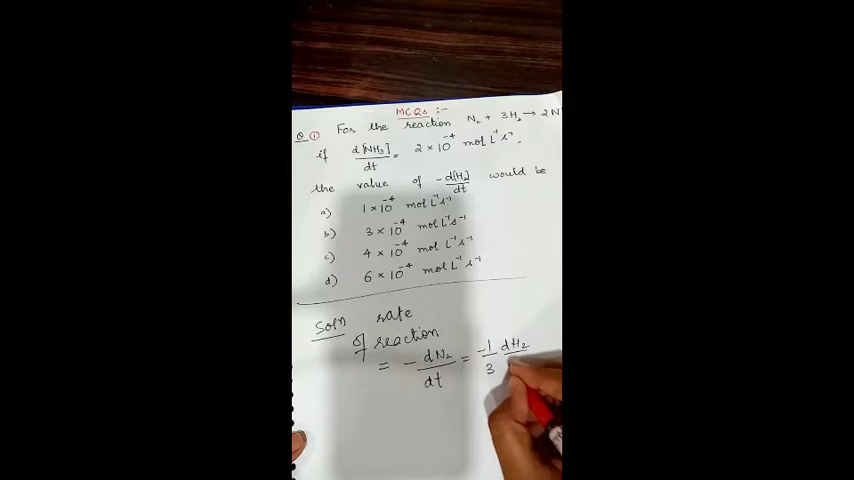 MCQs :-
Q ① For the reaction N₂ + 3H₂ → 2N
if d[NH₃]/dt = 2 × 10⁻⁴ mol L⁻¹ s⁻¹.
the value of -d[H₂]/dt would be
a) 1 × 10⁻⁴ mol L⁻¹ s⁻¹
b) 3 × 10⁻⁴ mol L⁻¹ s⁻¹
c) 4 × 10⁻⁴ mol L⁻¹ s⁻¹
d) 6 × 10⁻⁴ mol L⁻¹ s⁻¹
Soln rate
of reaction
= - dN₂/dt = -1/3 dH₂